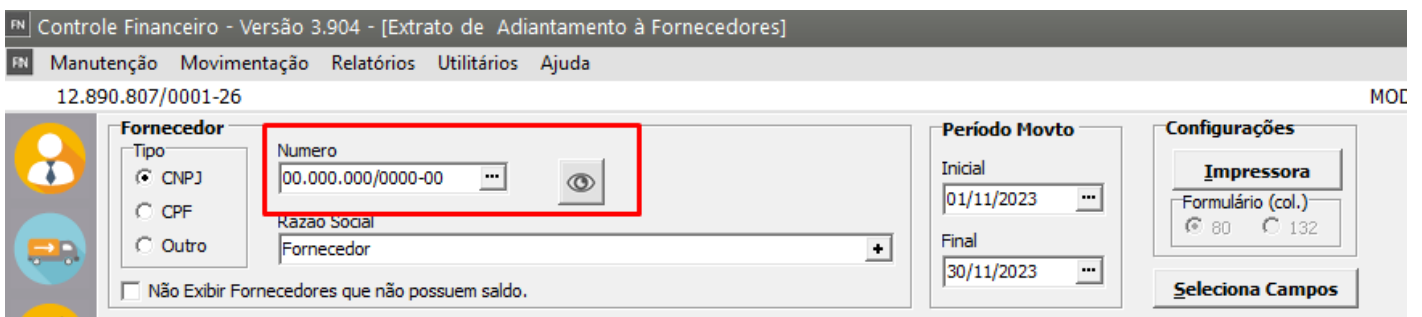 FN Controle Financeiro - Versão 3.904 - [Extrato de Adiantamento à Fornecedores]
FIN Manutenção Movimentação Relatórios Utilitários Ajuda
12.890.807/0001-26 MOD
Fornecedor
Tipo
CNPJ
CPF
Outro
Numero
00.000.000/0000-00 ...
Razao Social
Fornecedor +
Não Exibir Fornecedores que não possuem saldo.
Período Movto
Inicial
01/11/2023 ...
Final
30/11/2023 ...
Configurações
Impressora
Formulário (col.)
80 132
Seleciona Campos